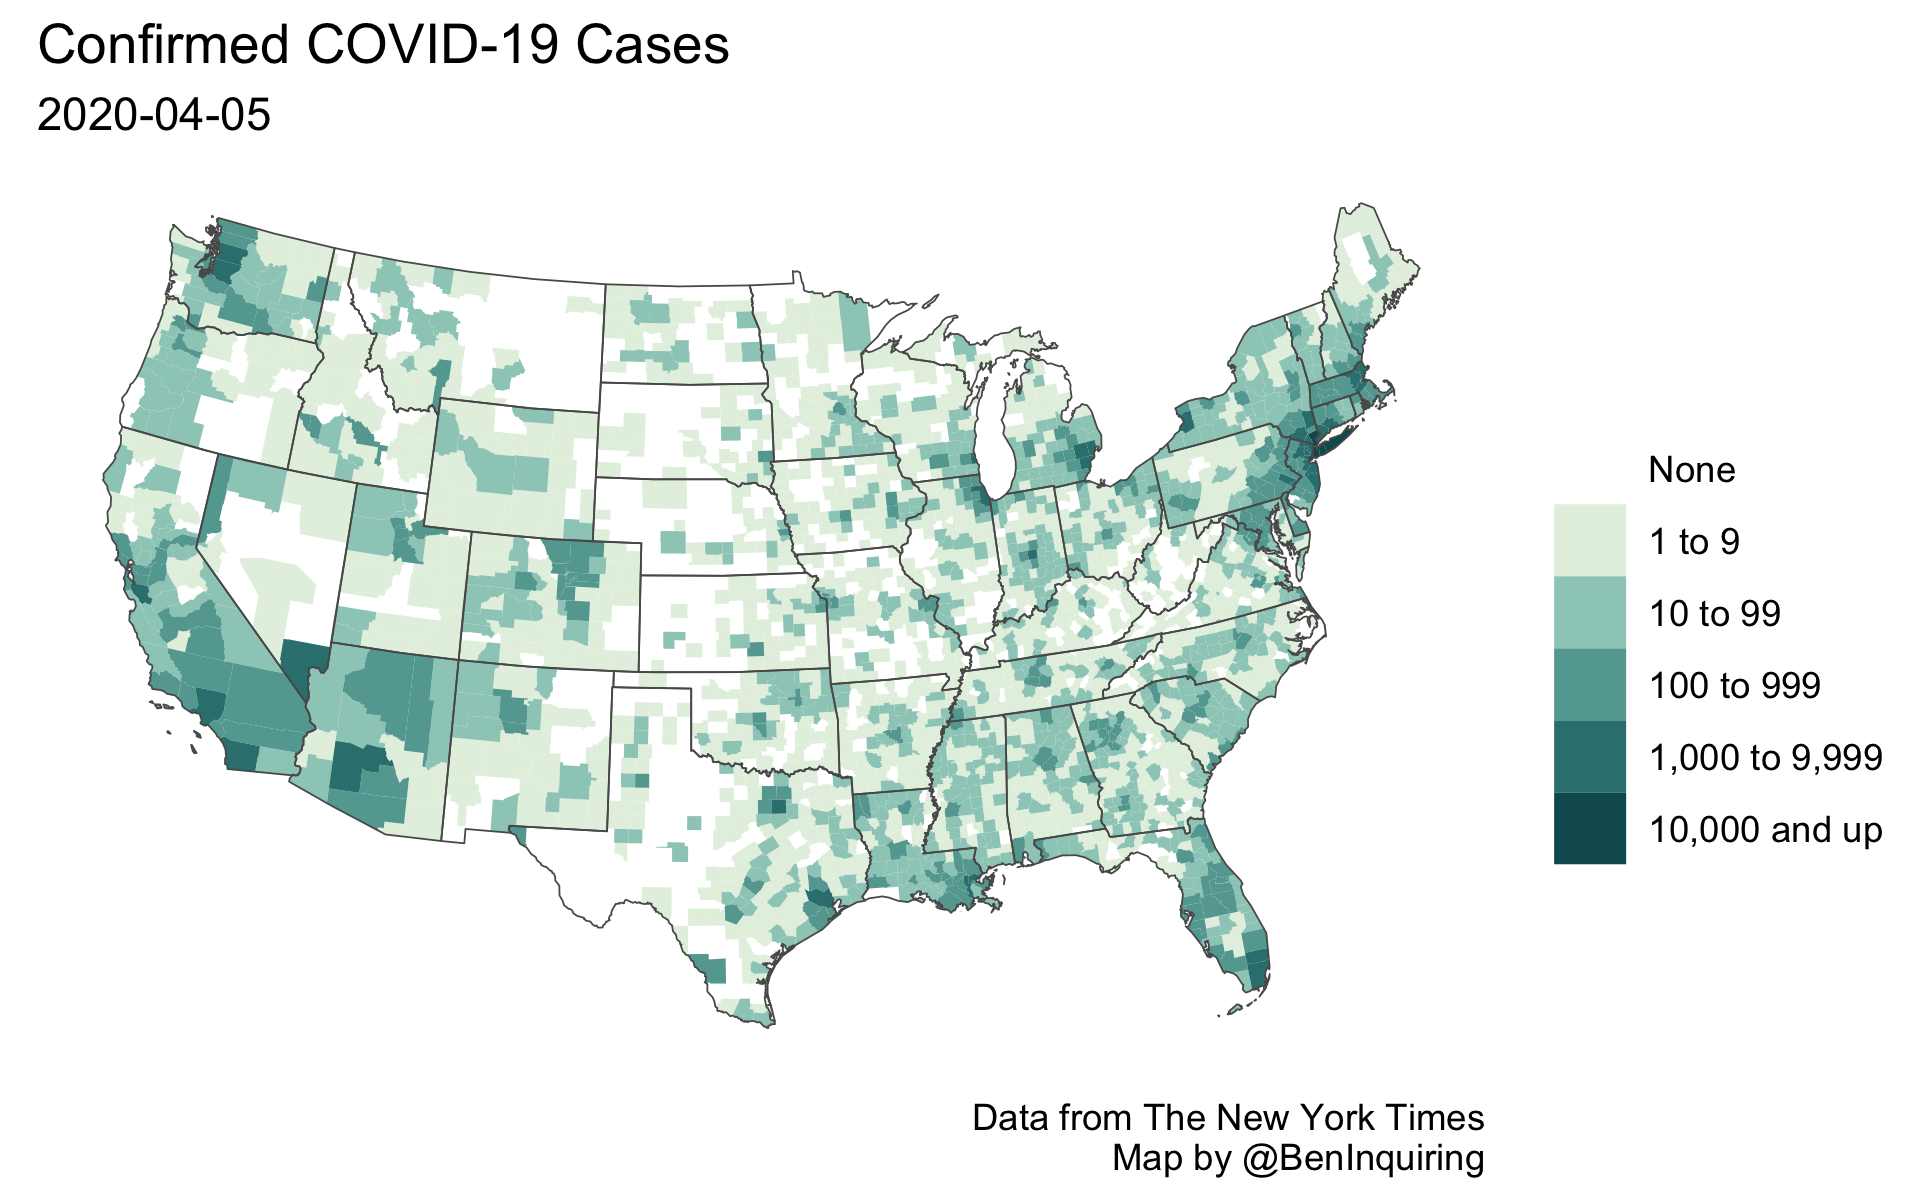 Confirmed COVID-19 Cases
2020-04-05
None
1 to 9
10 to 99
100 to 999
1,000 to 9,999
10,000 and up
Data from The New York Times
Map by @BenInquiring